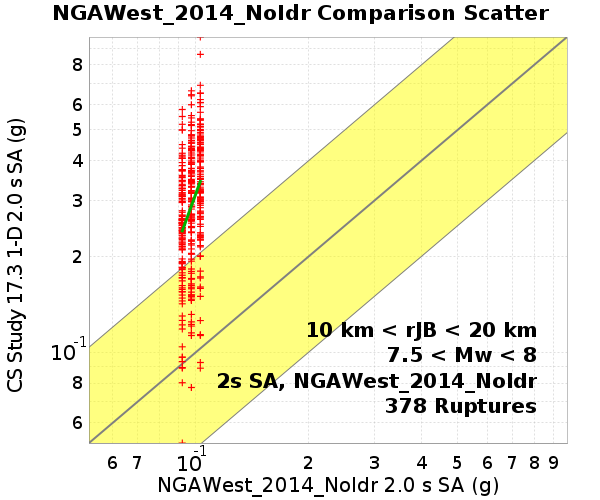 NGAWest_2014_NoIdr Comparison Scatter
CS Study 17.3 1-D 2.0 s SA (g)
8
6
5
4
3
2
10-1
8
6
10 km < rJB < 20 km
7.5 < Mw < 8
2s SA, NGAWest_2014_NoIdr
378 Ruptures
6 7 10-1 2 3 4 5 6 7 8 9
NGAWest_2014_NoIdr 2.0 s SA (g)